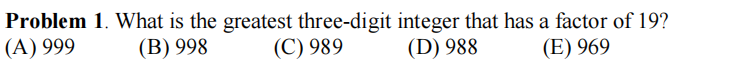 Problem 1. What is the greatest three-digit integer that has a factor of 19?
(A) 999 (B) 998 (C) 989 (D) 988 (E) 969